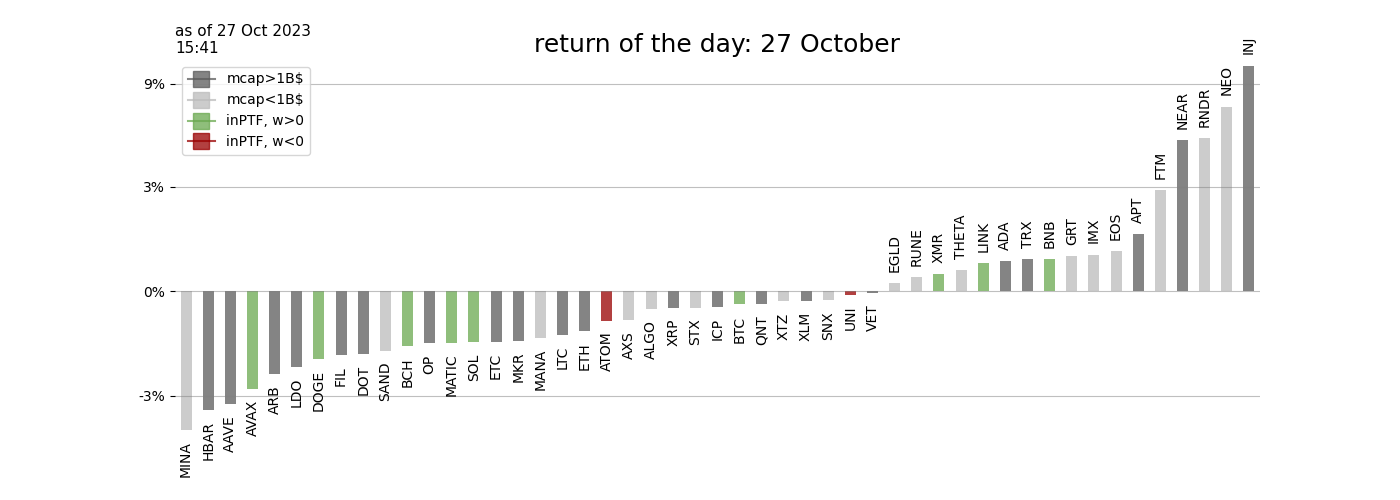 as of 27 Oct 2023
15:41
return of the day: 27 October
mcap>1B$
mcap<1B$
inPTF, w>0
inPTF, w<0
9%
3%
0%
-3%
MINA
HBAR
AAVE
AVAX
ARB
LDO
DOGE
FIL
DOT
SAND
BCH
OP
MATIC
SOL
ETC
MKR
MANA
LTC
ETH
ATOM
AXS
ALGO
XRP
STX
ICP
BTC
QNT
XTZ
XLM
SNX
UNI
VET
EGLD
RUNE
XMR
THETA
LINK
ADA
TRX
BNB
GRT
IMX
EOS
APT
FTM
NEAR
RNDR
NEO
INJ